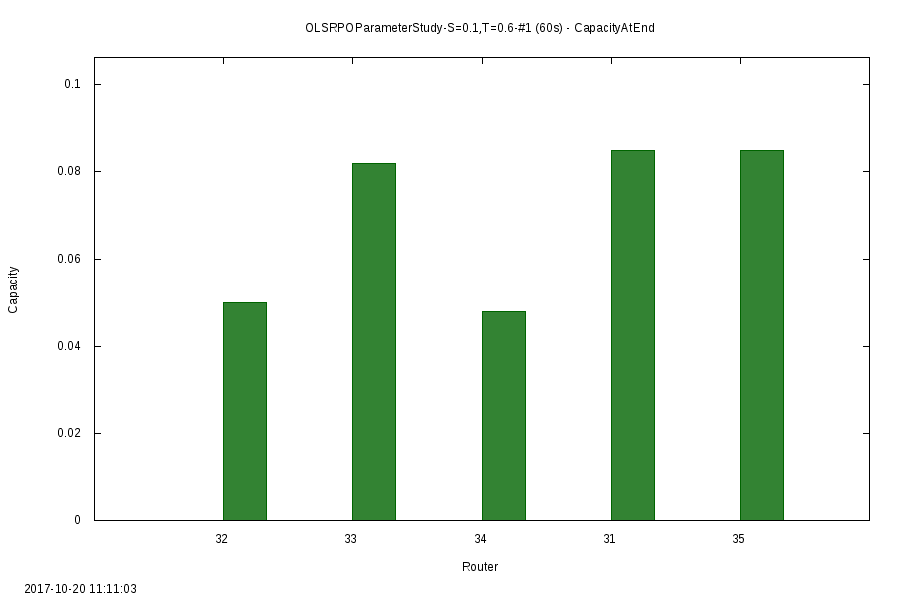 OLSRPOParameterStudy-S=0.1,T=0.6-#1 (60s) - CapacityAtEnd
0.1
0.08
0.06
0.04
0.02
0
Capacity
32 33 34 31 35
Router
2017-10-20 11:11:03